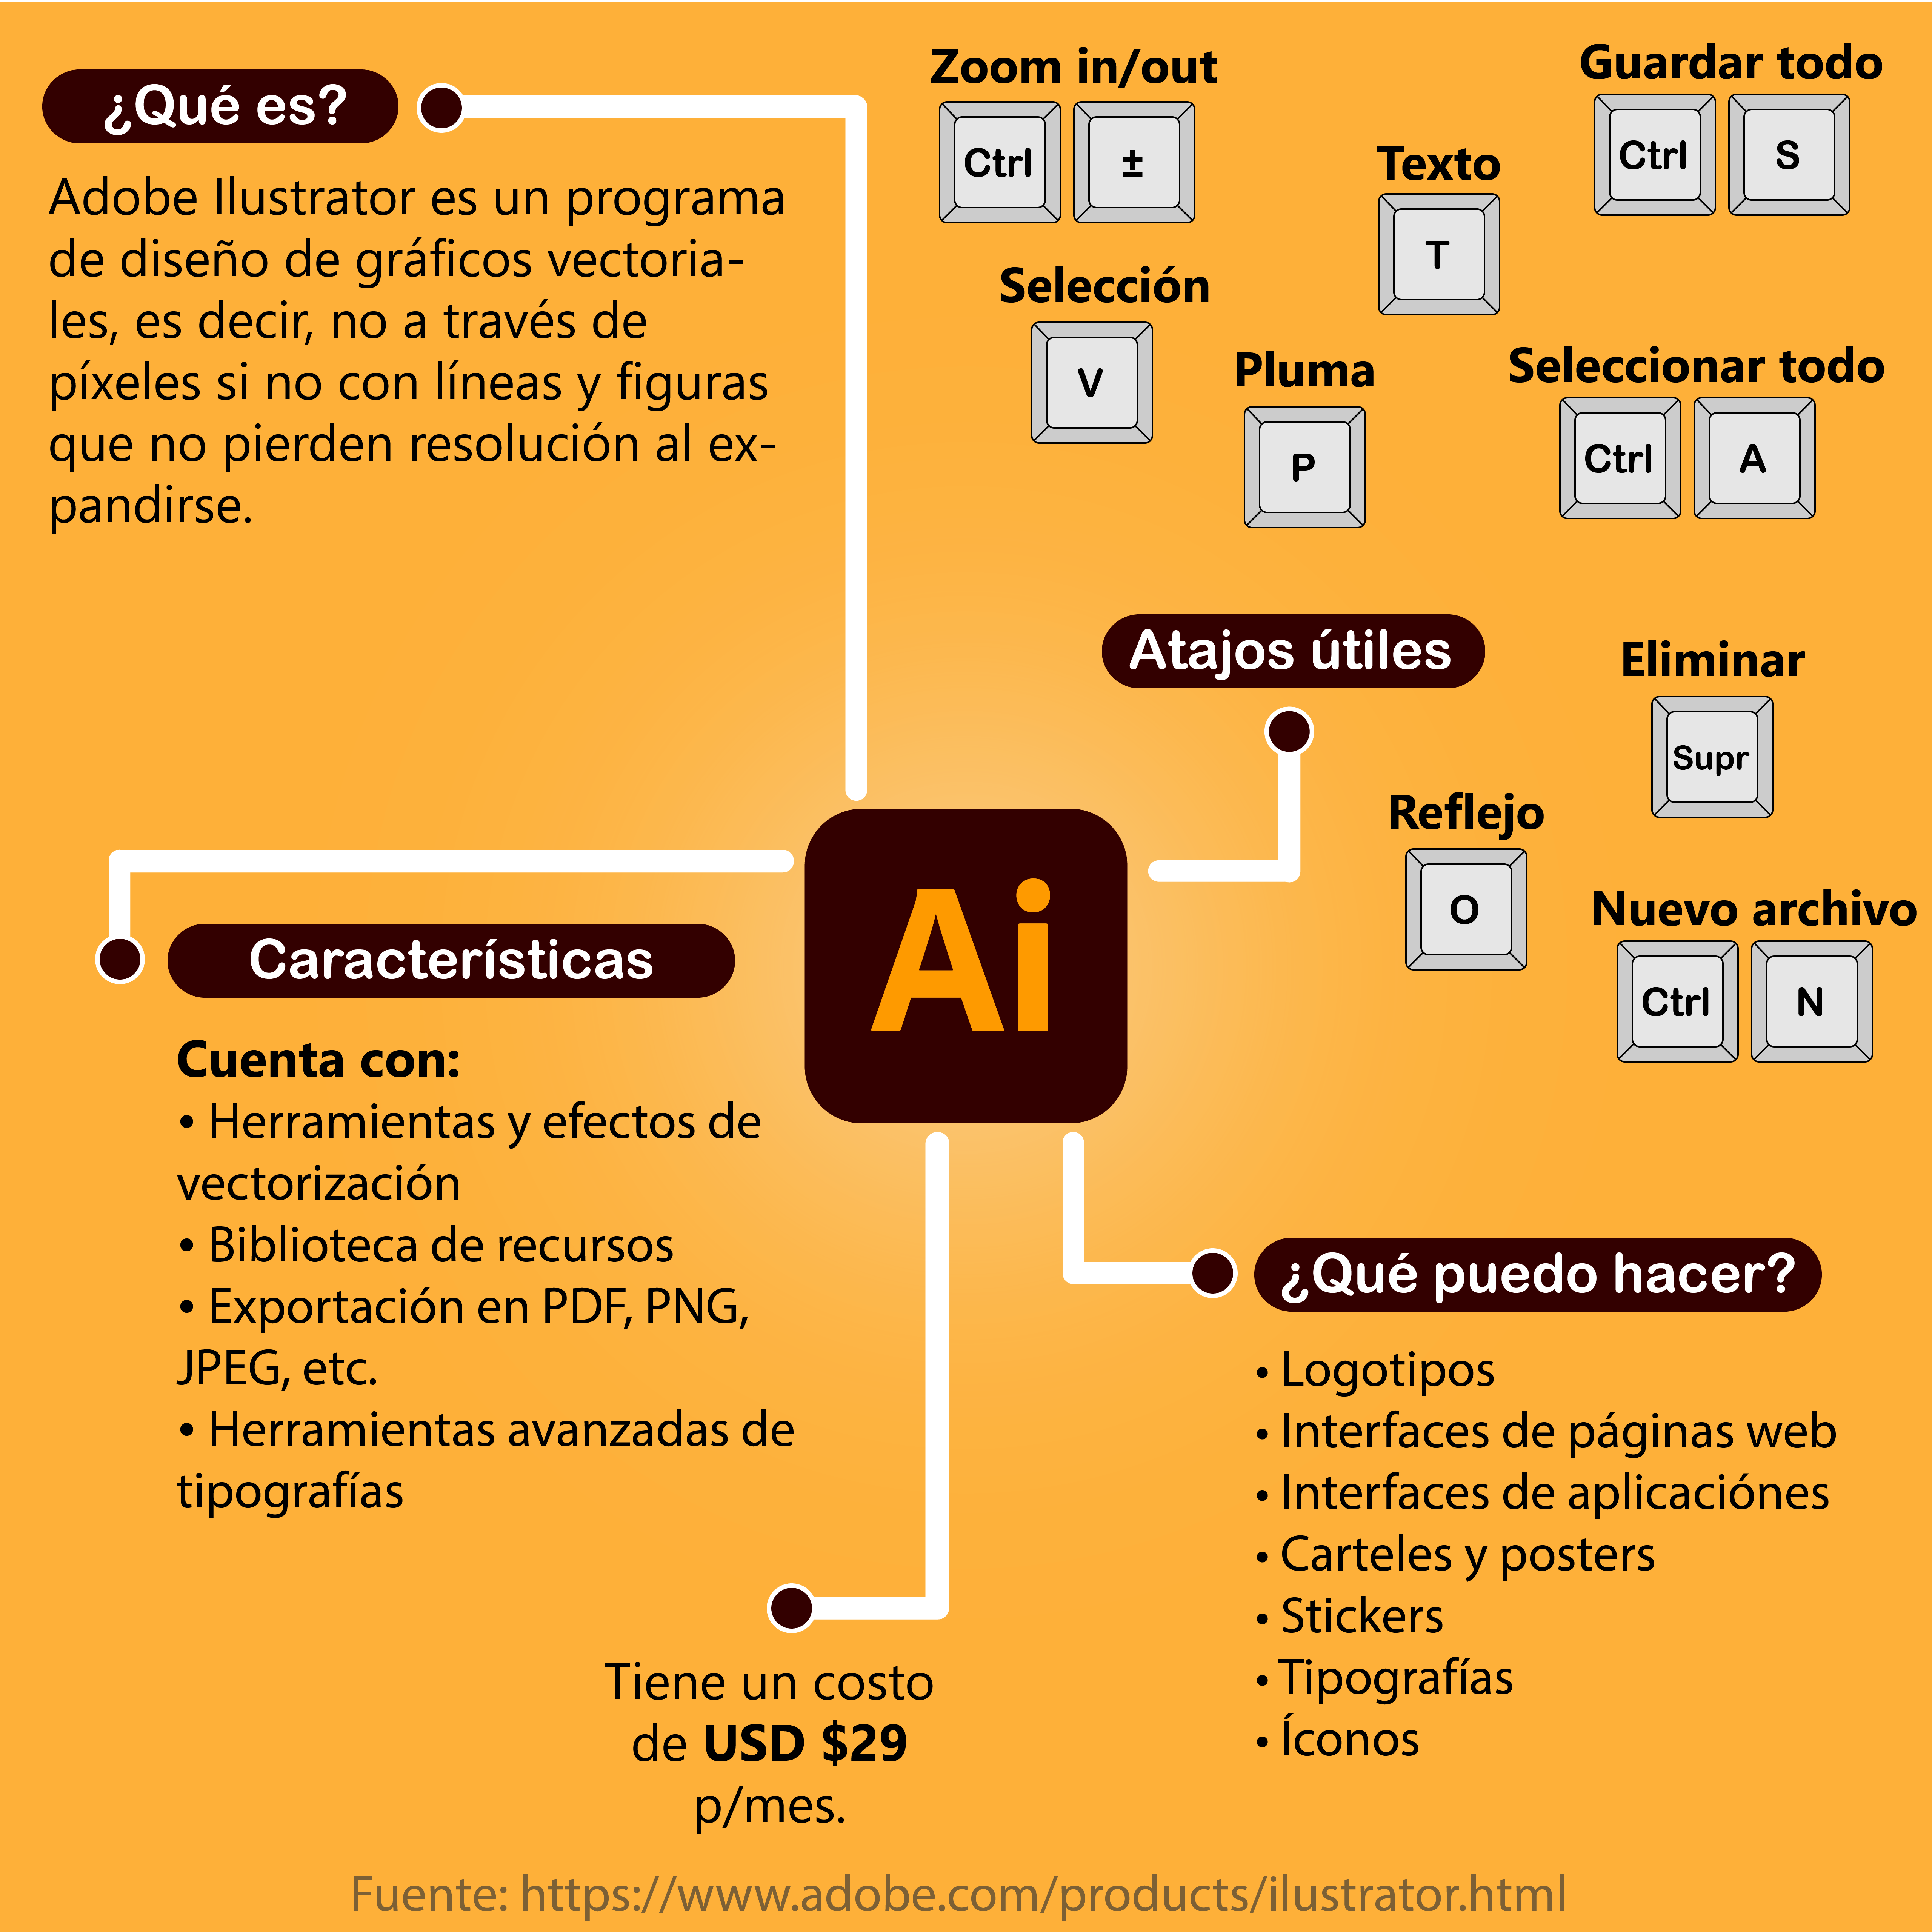 ¿Qué es?
Adobe Ilustrator es un programa
de diseño de gráficos vectoria-
les, es decir, no a través de
píxeles si no con líneas y figuras
que no pierden resolución al ex-
pandirse.
Zoom in/out
Ctrl ±
Guardar todo
Ctrl S
Texto
T
Selección
V
Pluma
P
Seleccionar todo
Ctrl A
Atajos útiles
Eliminar
Supr
Reflejo
O
Nuevo archivo
Ctrl N
Ai
Características
Cuenta con:
• Herramientas y efectos de
vectorización
• Biblioteca de recursos
• Exportación en PDF, PNG,
JPEG, etc.
• Herramientas avanzadas de
tipografías
¿Qué puedo hacer?
• Logotipos
• Interfaces de páginas web
• Interfaces de aplicaciónes
• Carteles y posters
• Stickers
• Tipografías
• Íconos
Tiene un costo
de USD $29
p/mes.
Fuente: https://www.adobe.com/products/ilustrator.html